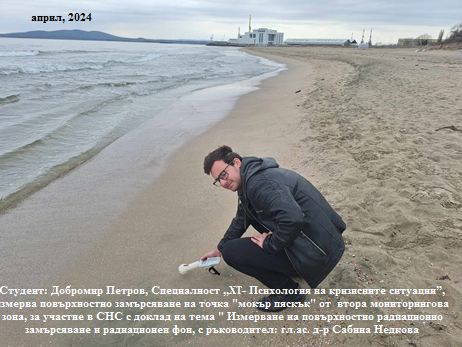 април, 2024
Студент: Добромир Петров, Специалност „ХТ- Психология на кризисните ситуации”,
измерва повърхностно замърсяване на точка "мокър пяскък" от втора мониторингова
зона, за участие в СНС с доклад на тема " Измерване на повърхностно радиационно
замърсяване и радиационен фон, с ръководител: гл.ас. д-р Сабина Недкова